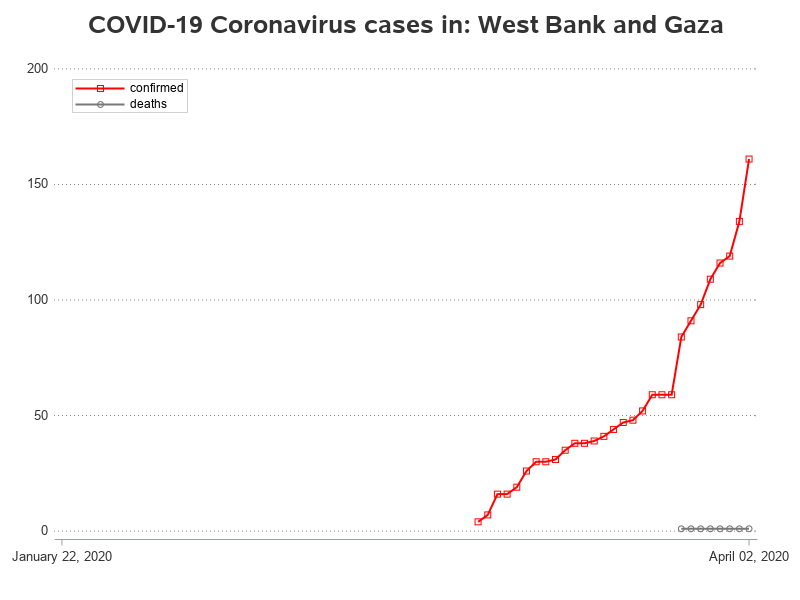 COVID-19 Coronavirus cases in: West Bank and Gaza
200
confirmed
deaths
150
100
50
0
January 22, 2020 April 02, 2020